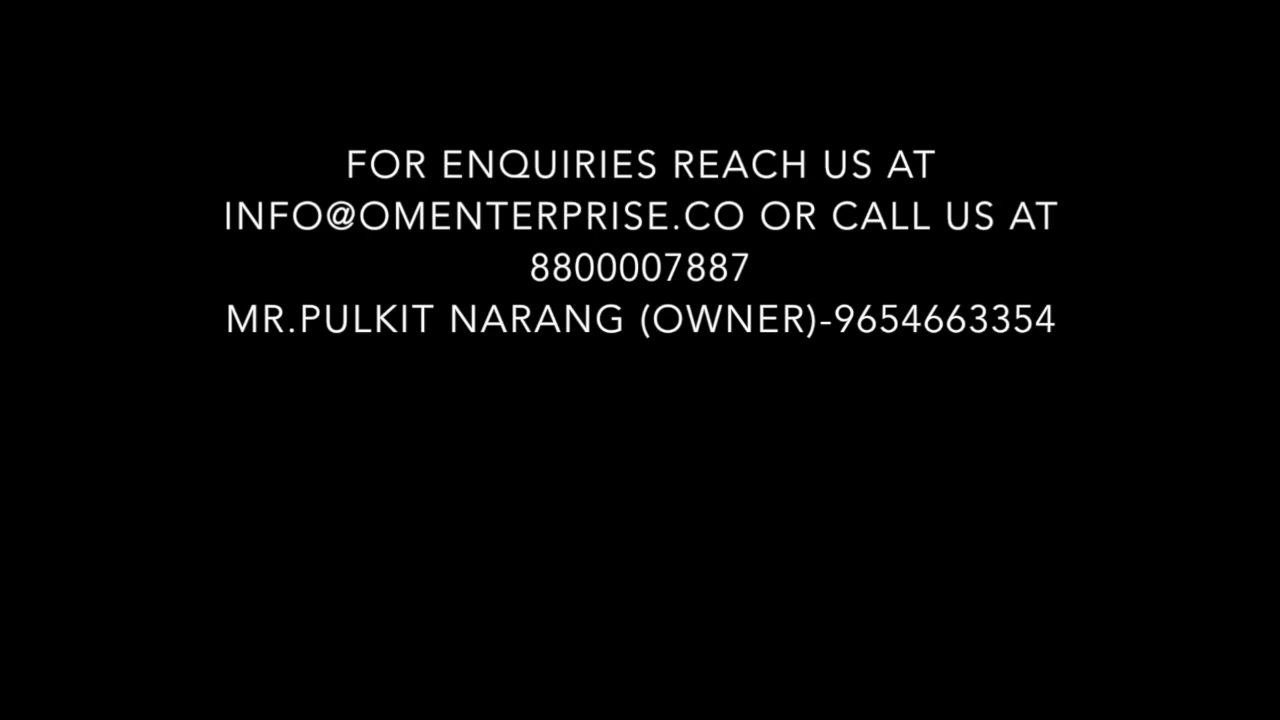 FOR ENQUIRIES REACH US AT
INFO@OMENTERPRISE.CO OR CALL US AT
8800007887
MR.PULKIT NARANG (OWNER)-9654663354